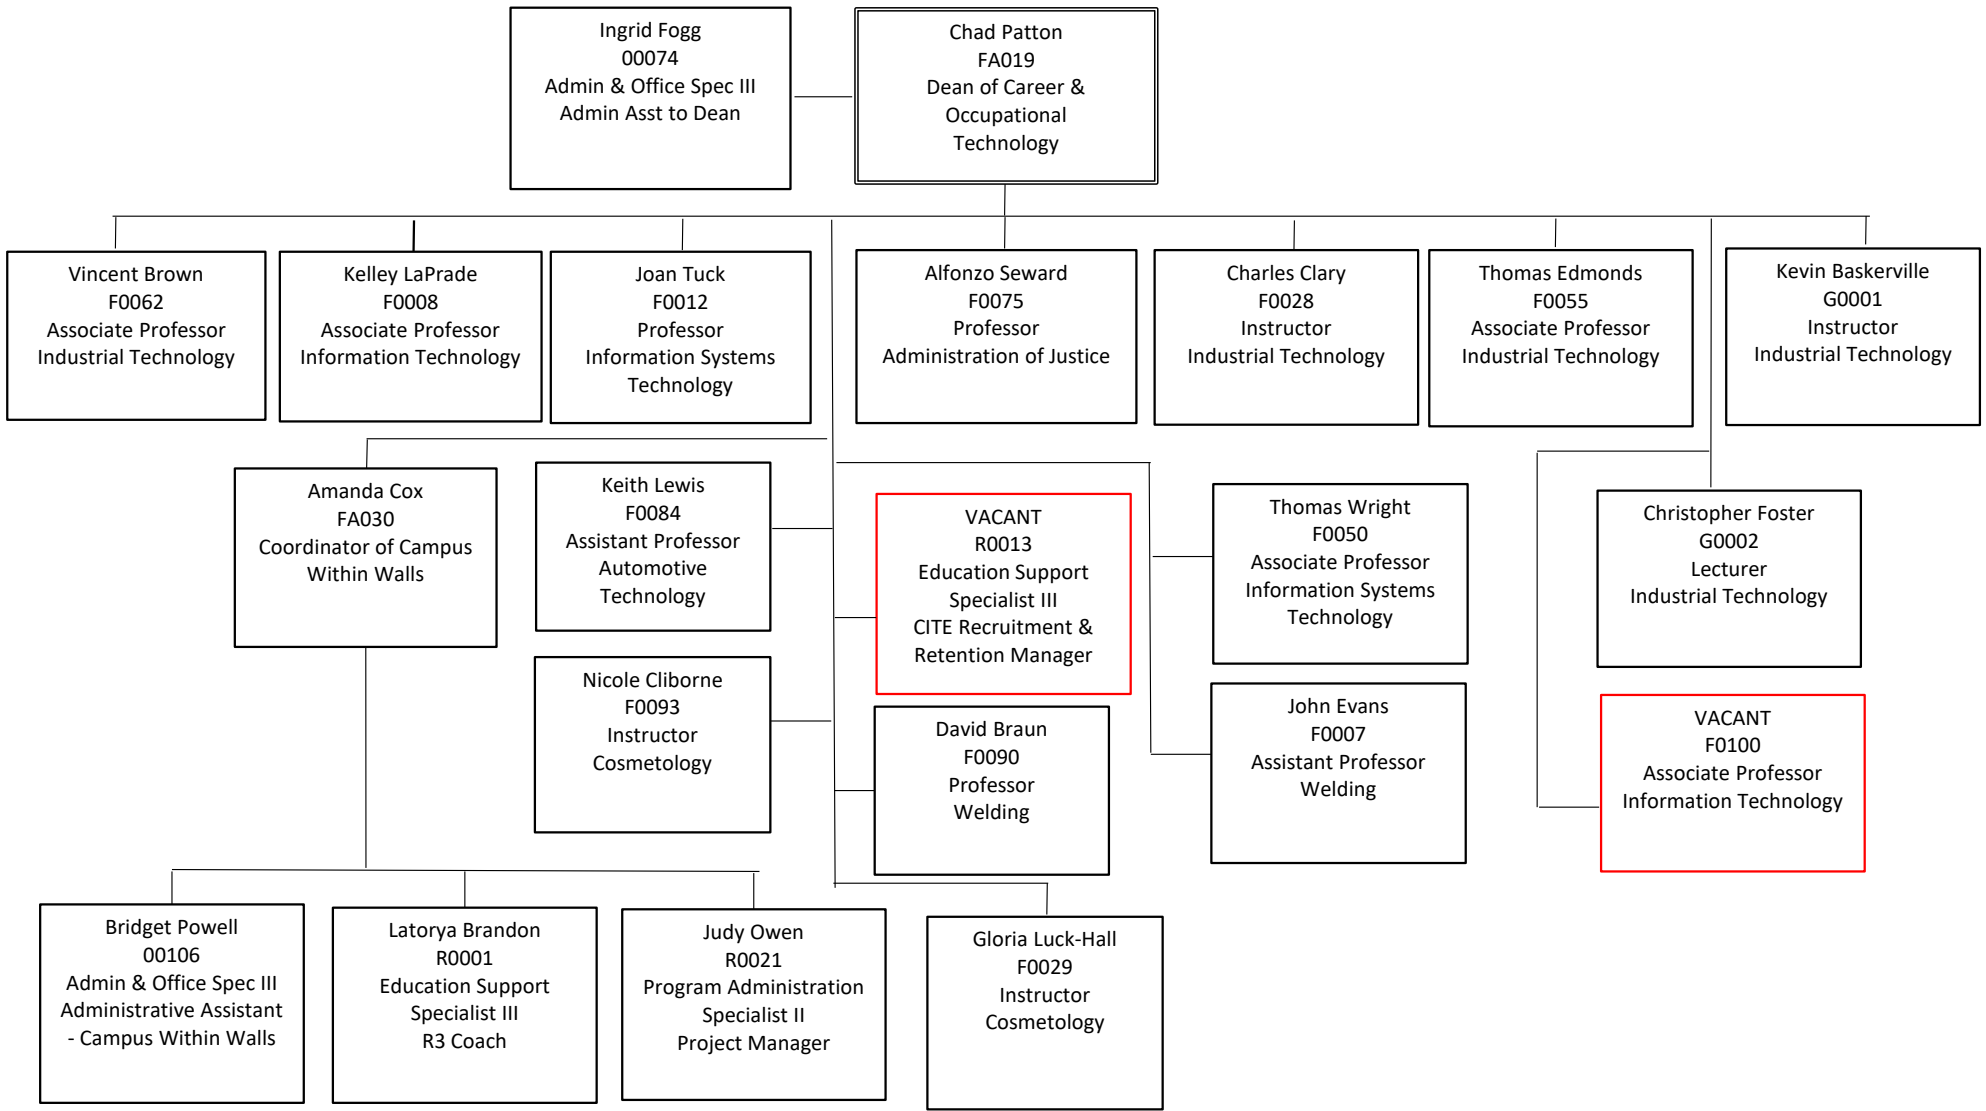 Ingrid Fogg
00074
Admin & Office Spec III
Admin Asst to Dean
Chad Patton
FA019
Dean of Career &
Occupational
Technology
Vincent Brown
F0062
Associate Professor
Industrial Technology
Kelley LaPrade
F0008
Associate Professor
Information Technology
Joan Tuck
F0012
Professor
Information Systems
Technology
Alfonzo Seward
F0075
Professor
Administration of Justice
Charles Clary
F0028
Instructor
Industrial Technology
Thomas Edmonds
F0055
Associate Professor
Industrial Technology
Kevin Baskerville
G0001
Instructor
Industrial Technology
Amanda Cox
FA030
Coordinator of Campus
Within Walls
Keith Lewis
F0084
Assistant Professor
Automotive
Technology
VACANT
R0013
Education Support
Specialist III
CITE Recruitment &
Retention Manager
Thomas Wright
F0050
Associate Professor
Information Systems
Technology
Christopher Foster
G0002
Lecturer
Industrial Technology
Nicole Cliborne
F0093
Instructor
Cosmetology
David Braun
F0090
Professor
Welding
John Evans
F0007
Assistant Professor
Welding
VACANT
F0100
Associate Professor
Information Technology
Bridget Powell
00106
Admin & Office Spec III
Administrative Assistant
- Campus Within Walls
Latorya Brandon
R0001
Education Support
Specialist III
R3 Coach
Judy Owen
R0021
Program Administration
Specialist II
Project Manager
Gloria Luck-Hall
F0029
Instructor
Cosmetology